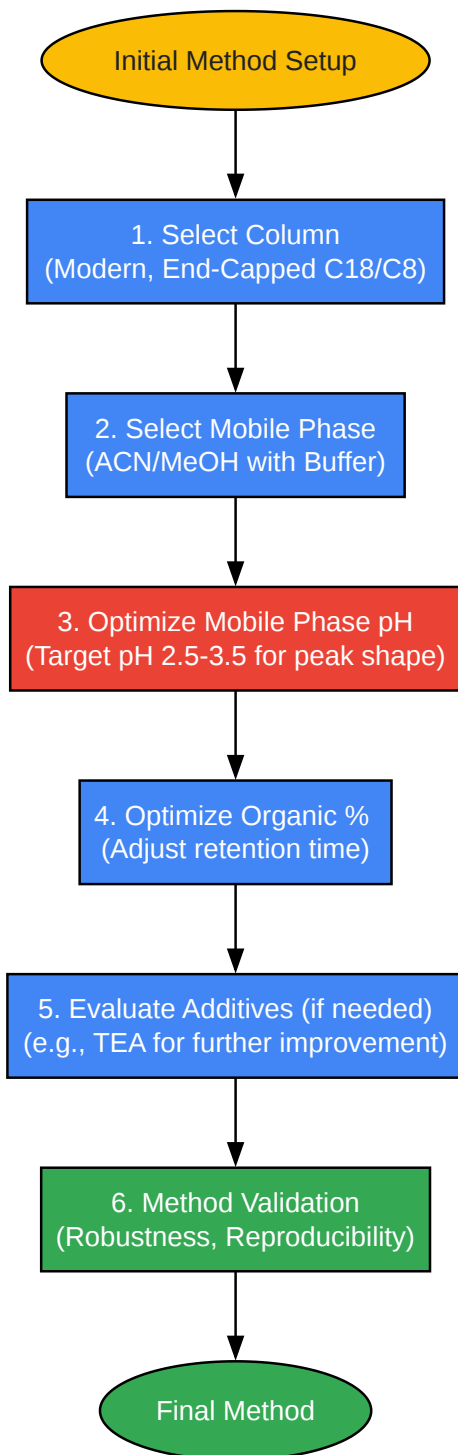 Initial Method Setup
1. Select Column
(Modern, End-Capped C18/C8)
2. Select Mobile Phase
(ACN/MeOH with Buffer)
3. Optimize Mobile Phase pH
(Target pH 2.5-3.5 for peak shape)
4. Optimize Organic %
(Adjust retention time)
5. Evaluate Additives (if needed)
(e.g., TEA for further improvement)
6. Method Validation
(Robustness, Reproducibility)
Final Method